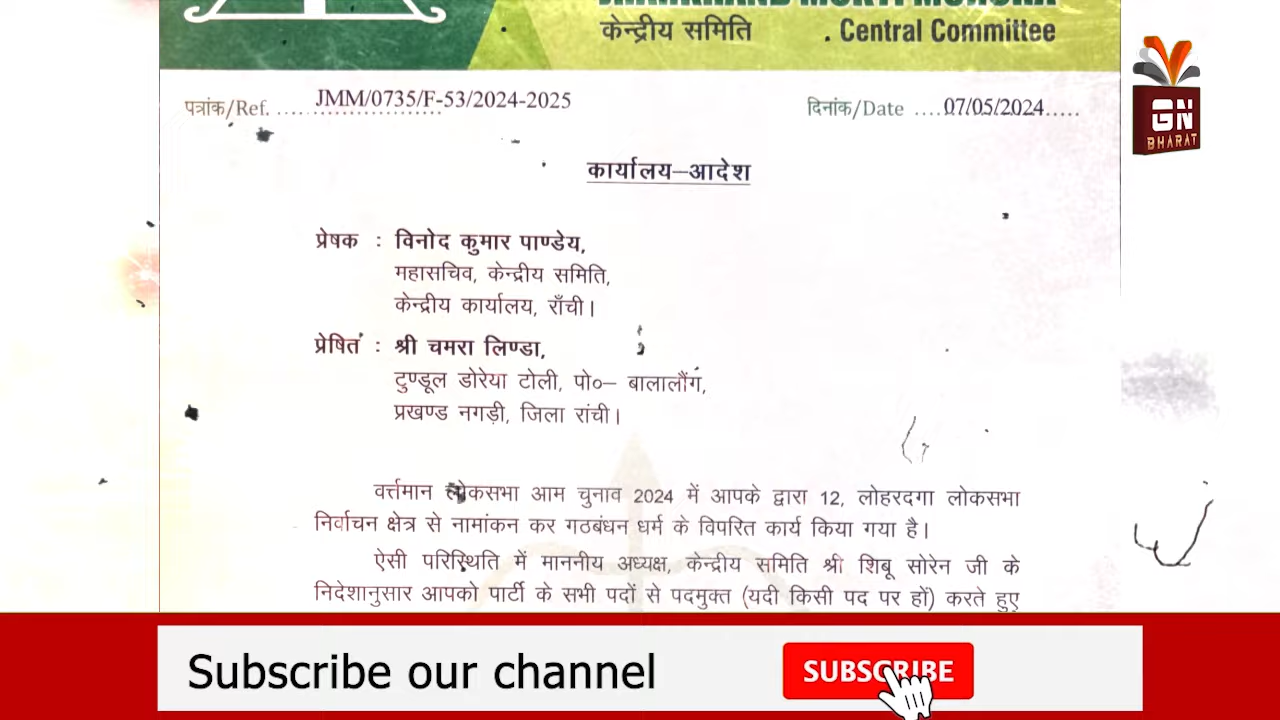 केन्द्रीय समिति . Central Committee
पत्रांक/Ref. .... JMM/0735/F-53/2024-2025 दिनांक/Date ....07/05/2024.....
GN
BHARAT
कार्यालय–आदेश
प्रेषक : विनोद कुमार पाण्डेय,
महासचिव, केन्द्रीय समिति,
केन्द्रीय कार्यालय, राँची।
प्रेषित : श्री चमरा लिण्डा,
टुण्डूल डोरेया टोली, पो०– बालालौंग,
प्रखण्ड नगड़ी, जिला रांची।
वर्त्तमान लोकसभा आम चुनाव 2024 में आपके द्वारा 12, लोहरदगा लोकसभा
निर्वाचन क्षेत्र से नामांकन कर गठबंधन धर्म के विपरित कार्य किया गया है।
ऐसी परिस्थिति में माननीय अध्यक्ष, केन्द्रीय समिति श्री शिबू सोरेन जी के
निदेशानुसार आपको पार्टी के सभी पदों से पदमुक्त (यदी किसी पद पर हों) करते हुए
Subscribe our channel
SUBSCRIBE